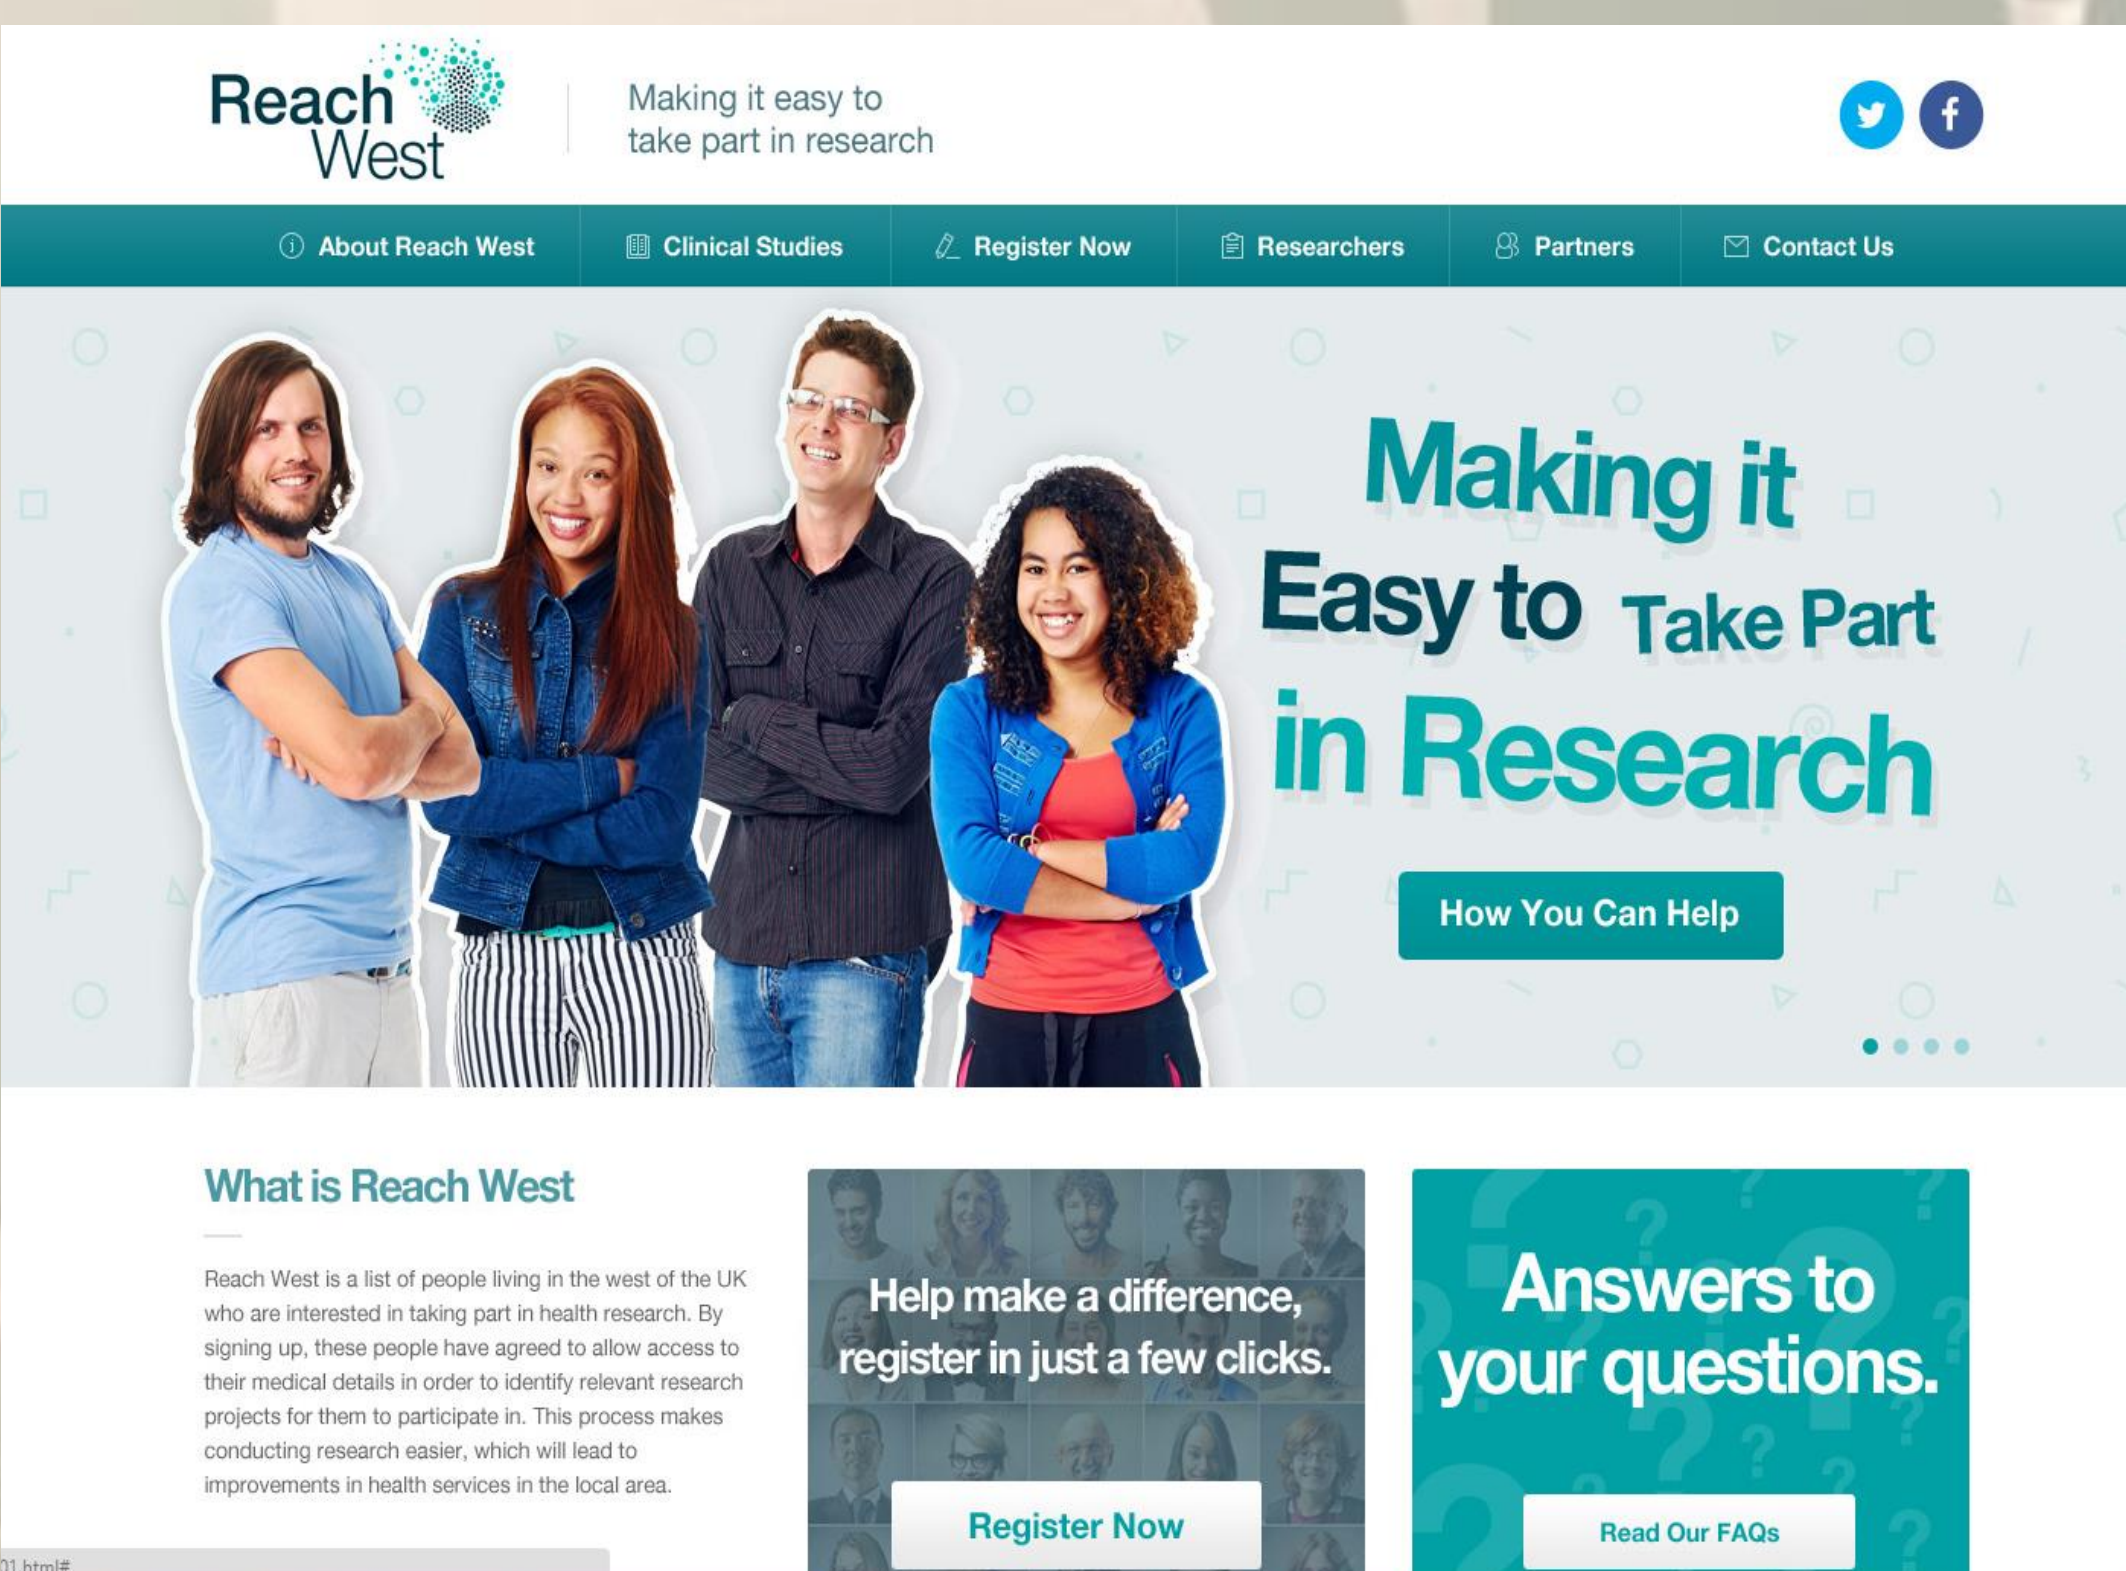 Reach
West
Making it easy to
take part in research
About Reach West
Clinical Studies
Register Now
Researchers
Partners
Contact Us
Making it
Easy to Take Part
in Research
How You Can Help
What is Reach West
Reach West is a list of people living in the west of the UK
who are interested in taking part in health research. By
signing up, these people have agreed to allow access to
their medical details in order to identify relevant research
projects for them to participate in. This process makes
conducting research easier, which will lead to
improvements in health services in the local area.
Help make a difference,
register in just a few clicks.
Register Now
Answers to
your questions.
Read Our FAQs
01.html#